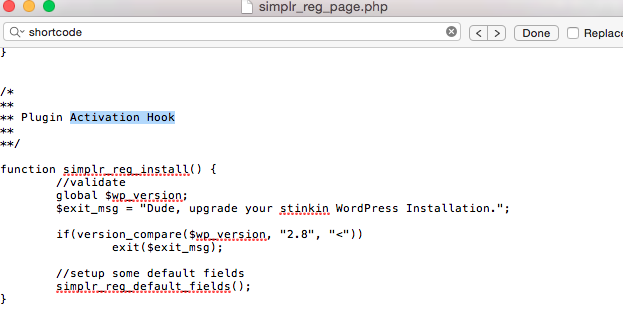 simplr_reg_page.php
shortcode
< > Done Replace
}
/*
**
** Plugin Activation Hook
**
**/
function simplr_reg_install() {
//validate
global $wp_version;
$exit_msg = "Dude, upgrade your stinkin WordPress Installation.";
if(version_compare($wp_version, "2.8", "<"))
exit($exit_msg);
//setup some default fields
simplr_reg_default_fields();
}